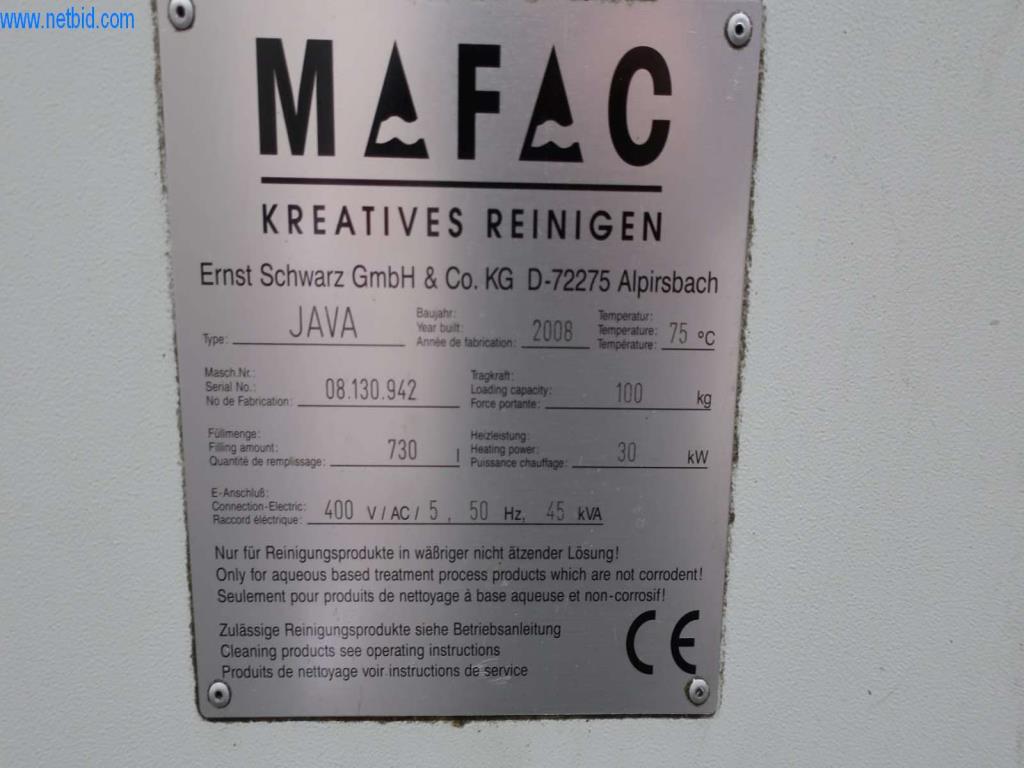 www.netbid.com
MAFAC
KREATIVES REINIGEN
Ernst Schwarz GmbH & Co. KG D-72275 Alpirsbach
Type: JAVA
Baujahr:
Year built:
Année de fabrication: 2008
Temperatur:
Temperature:
Température: 75 °C
Masch.Nr.:
Serial No.:
No de Fabrication: 08.130.942
Tragkraft:
Loading capacity:
Force portante: 100 kg
Füllmenge:
Filling amount:
Quantité de remplissage: 730 l
Heizleistung:
Heating power:
Puissance chauffage: 30 kW
E-Anschluß:
Connection-Electric:
Raccord éléctrique: 400 V / AC / 5, 50 Hz, 45 kVA
Nur für Reinigungsprodukte in wäßriger nicht ätzender Lösung!
Only for aqueous based treatment process products which are not corrodent!
Seulement pour produits de nettoyage à base aqueuse et non-corrosif!
Zulässige Reinigungsprodukte siehe Betriebsanleitung
Cleaning products see operating instructions
Produits de nettoyage voir instructions de service
CE